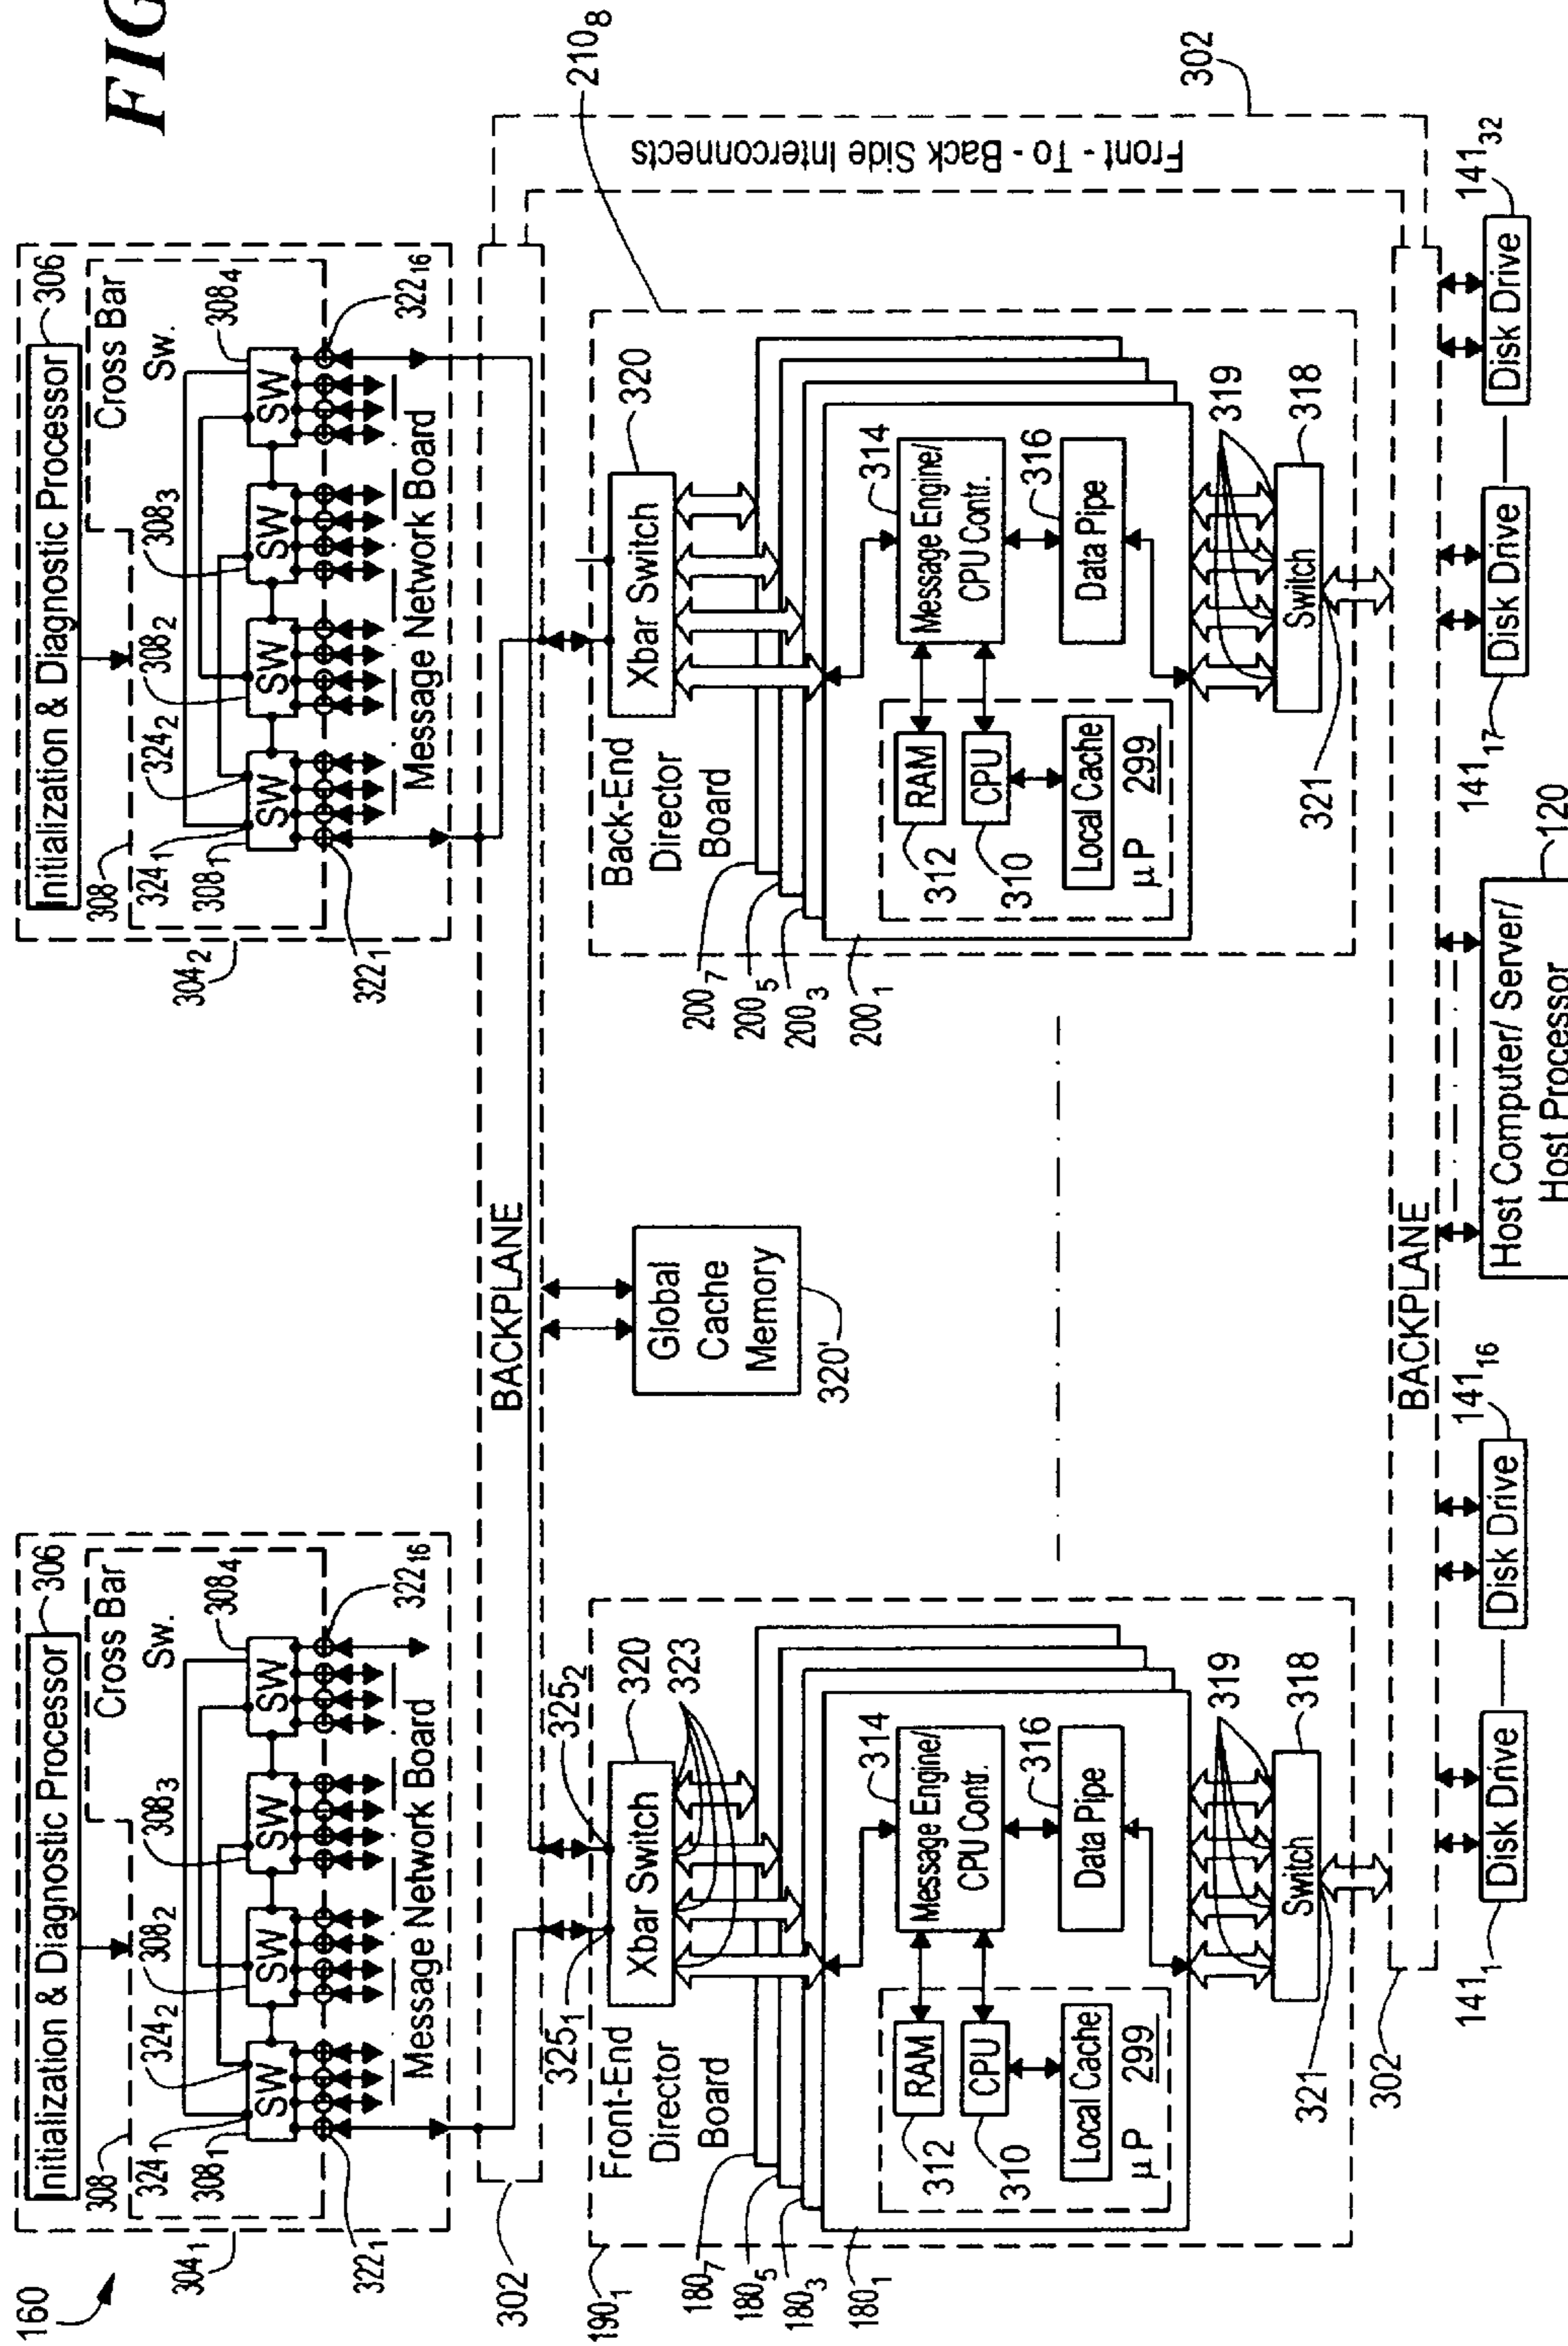 FIG
160
304₁
308
Initialization & Diagnostic Processor
306
Cross Bar
Sw.
324₁
308₁
324₂
308₂
308₃
308₄
SW
SW
SW
SW
322₁
322₁₆
Message Network Board
304₂
308
Initialization & Diagnostic Processor
306
Cross Bar
Sw.
324₁
308₁
324₂
308₂
308₃
308₄
SW
SW
SW
SW
322₁
322₁₆
Message Network Board
302
BACKPLANE
Front - To - Back Side Interconnects
302
190₁
Front-End
Director
Board
325₁
325₂
Xbar Switch
320
323
180₇
180₅
180₃
180₁
Message Engine/
CPU Contr.
314
316
Data Pipe
RAM
312
CPU
310
Local Cache
µP
299
319
Switch
318
321
Global
Cache
Memory
320'
210₈
Back-End
Director
Board
Xbar Switch
320
200₇
200₅
200₃
200₁
Message Engine/
CPU Contr.
314
316
Data Pipe
RAM
312
CPU
310
Local Cache
µP
299
319
Switch
318
321
302
BACKPLANE
141₁
Disk Drive
Disk Drive
141₁₆
Host Computer/ Server/
Host Processor
120
141₁₇
Disk Drive
Disk Drive
141₃₂